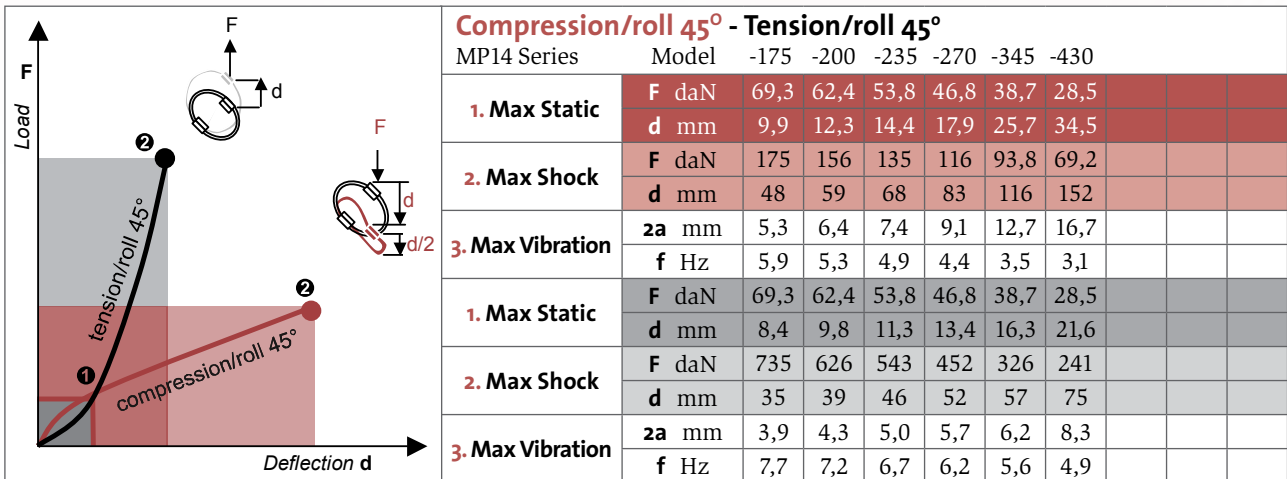 F
Load
F
d
F
d
d/2
❷
❷
❶
tension/roll 45°
compression/roll 45°
Deflection d
Compression/roll 45° - Tension/roll 45°
MP14 Series Model -175 -200 -235 -270 -345 -430
1. Max Static
F daN 69,3 62,4 53,8 46,8 38,7 28,5
d mm 9,9 12,3 14,4 17,9 25,7 34,5
2. Max Shock
F daN 175 156 135 116 93,8 69,2
d mm 48 59 68 83 116 152
3. Max Vibration
2a mm 5,3 6,4 7,4 9,1 12,7 16,7
f Hz 5,9 5,3 4,9 4,4 3,5 3,1
1. Max Static
F daN 69,3 62,4 53,8 46,8 38,7 28,5
d mm 8,4 9,8 11,3 13,4 16,3 21,6
2. Max Shock
F daN 735 626 543 452 326 241
d mm 35 39 46 52 57 75
3. Max Vibration
2a mm 3,9 4,3 5,0 5,7 6,2 8,3
f Hz 7,7 7,2 6,7 6,2 5,6 4,9